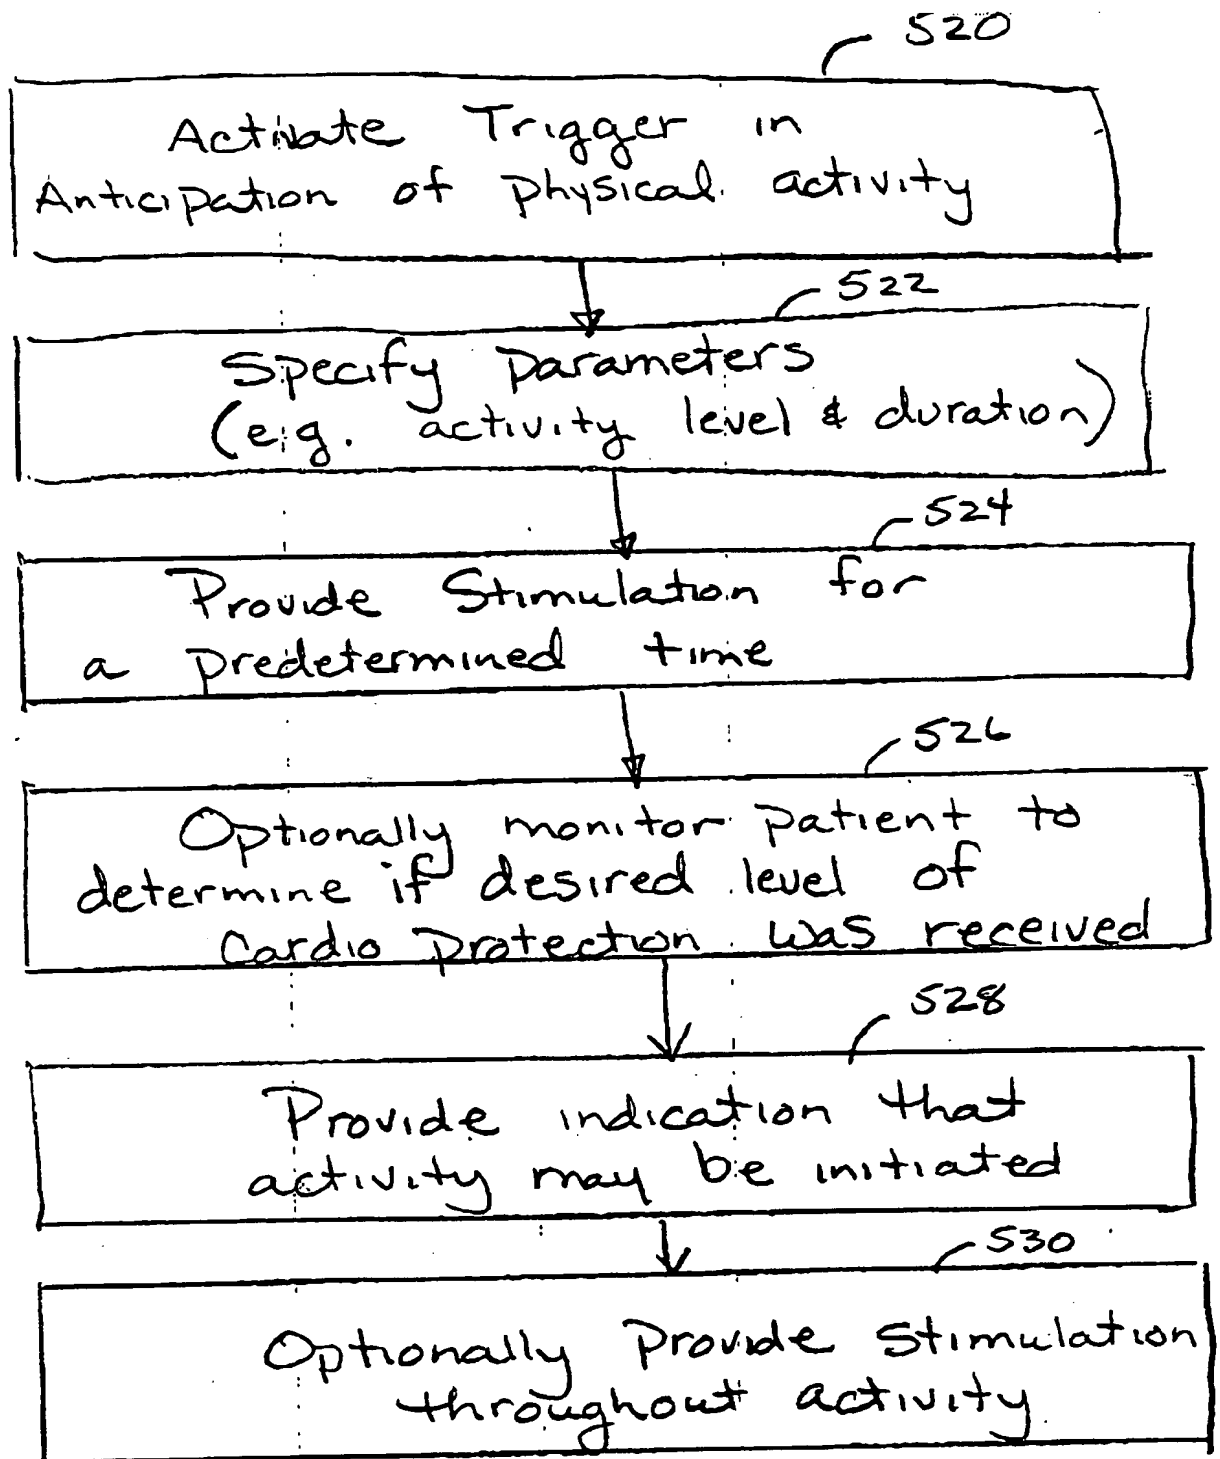 520
Activate Trigger in
Anticipation of physical activity
522
Specify parameters
(e.g. activity level & duration)
524
Provide Stimulation for
a predetermined time
526
Optionally monitor patient to
determine if desired level of
Cardio protection was received
528
Provide indication that
activity may be initiated
530
Optionally Provide Stimulation
throughout activity